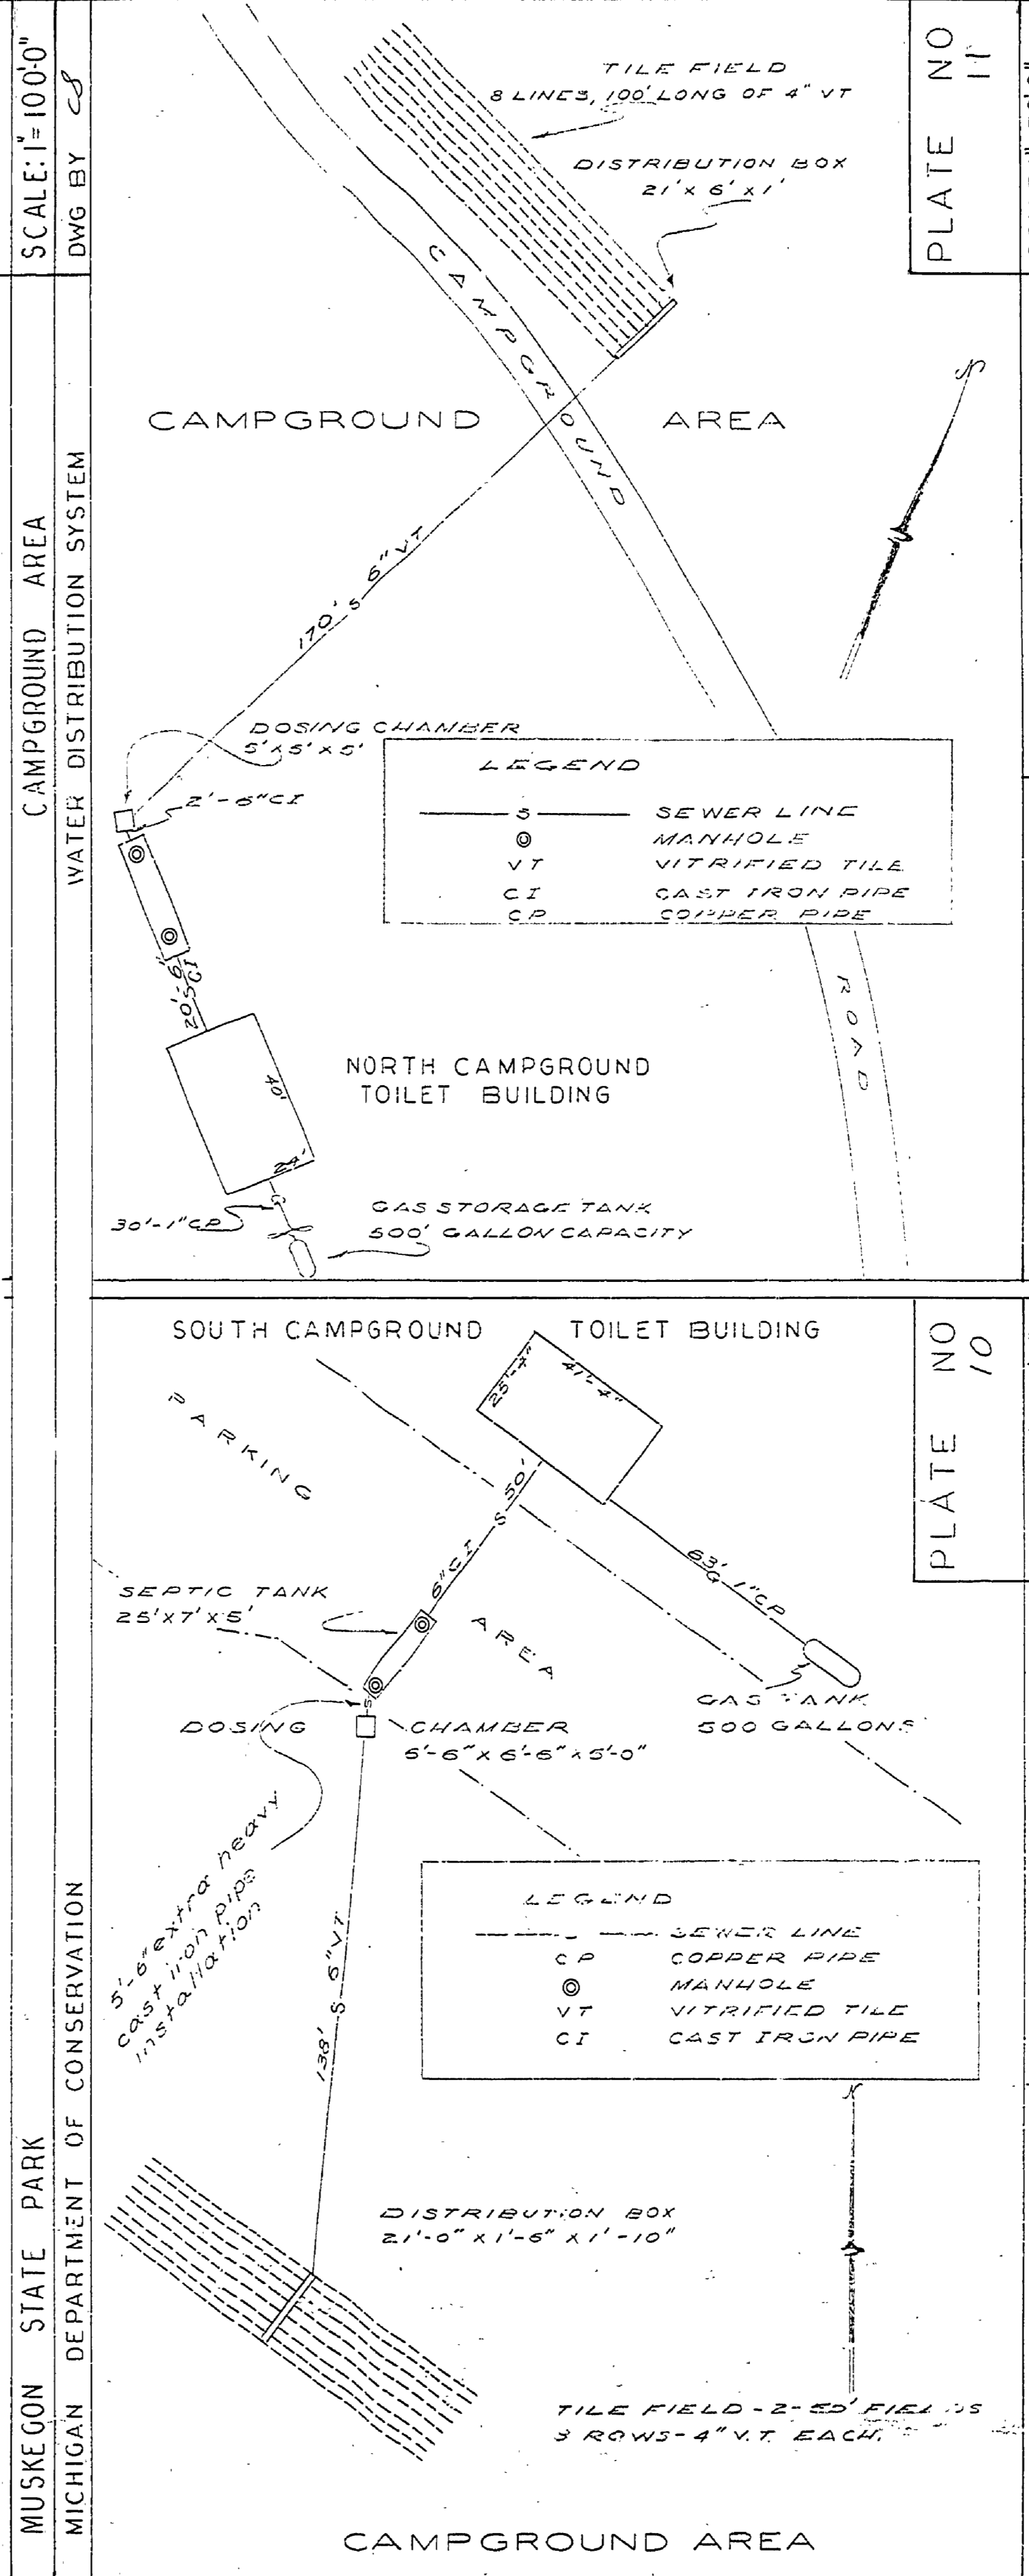 SCALE: 1" = 100'-0"
DWG BY
CAMPGROUND AREA
WATER DISTRIBUTION SYSTEM
MUSKEGON STATE PARK
MICHIGAN DEPARTMENT OF CONSERVATION
PLATE NO
11
TILE FIELD
8 LINES, 100' LONG OF 4" VT
DISTRIBUTION BOX
21' x 6' x 1'
CAMPGROUND
CAMPGROUND AREA
N
170' S 6" VT
DOSING CHAMBER
5' x 5' x 5'
2'-6" CI
LEGEND
S SEWER LINE
MANHOLE
VT VITRIFIED TILE
CI CAST IRON PIPE
CP COPPER PIPE
20'-6"
S CI
ROAD
NORTH CAMPGROUND
TOILET BUILDING
40'
24'
G
30'-1" CP
GAS STORAGE TANK
500' GALLON CAPACITY
PLATE NO
10
SOUTH CAMPGROUND TOILET BUILDING
25'-4"
41'-4"
PARKING
AREA
50'
S
6" CI
63' 1" CP
G
SEPTIC TANK
25' x 7' x 5'
S
GAS TANK
500 GALLONS
DOSING CHAMBER
6'-6" x 6'-6" x 5'-0"
5'-6" extra heavy
cast iron pipe
installation
LEGEND
SEWER LINE
CP COPPER PIPE
MANHOLE
VT VITRIFIED TILE
CI CAST IRON PIPE
138' S 6" VT
N
DISTRIBUTION BOX
21'-0" x 1'-6" x 1'-10"
TILE FIELD - 2 - 50' FIELDS
ROWS - 4" V.T. EACH.
CAMPGROUND AREA